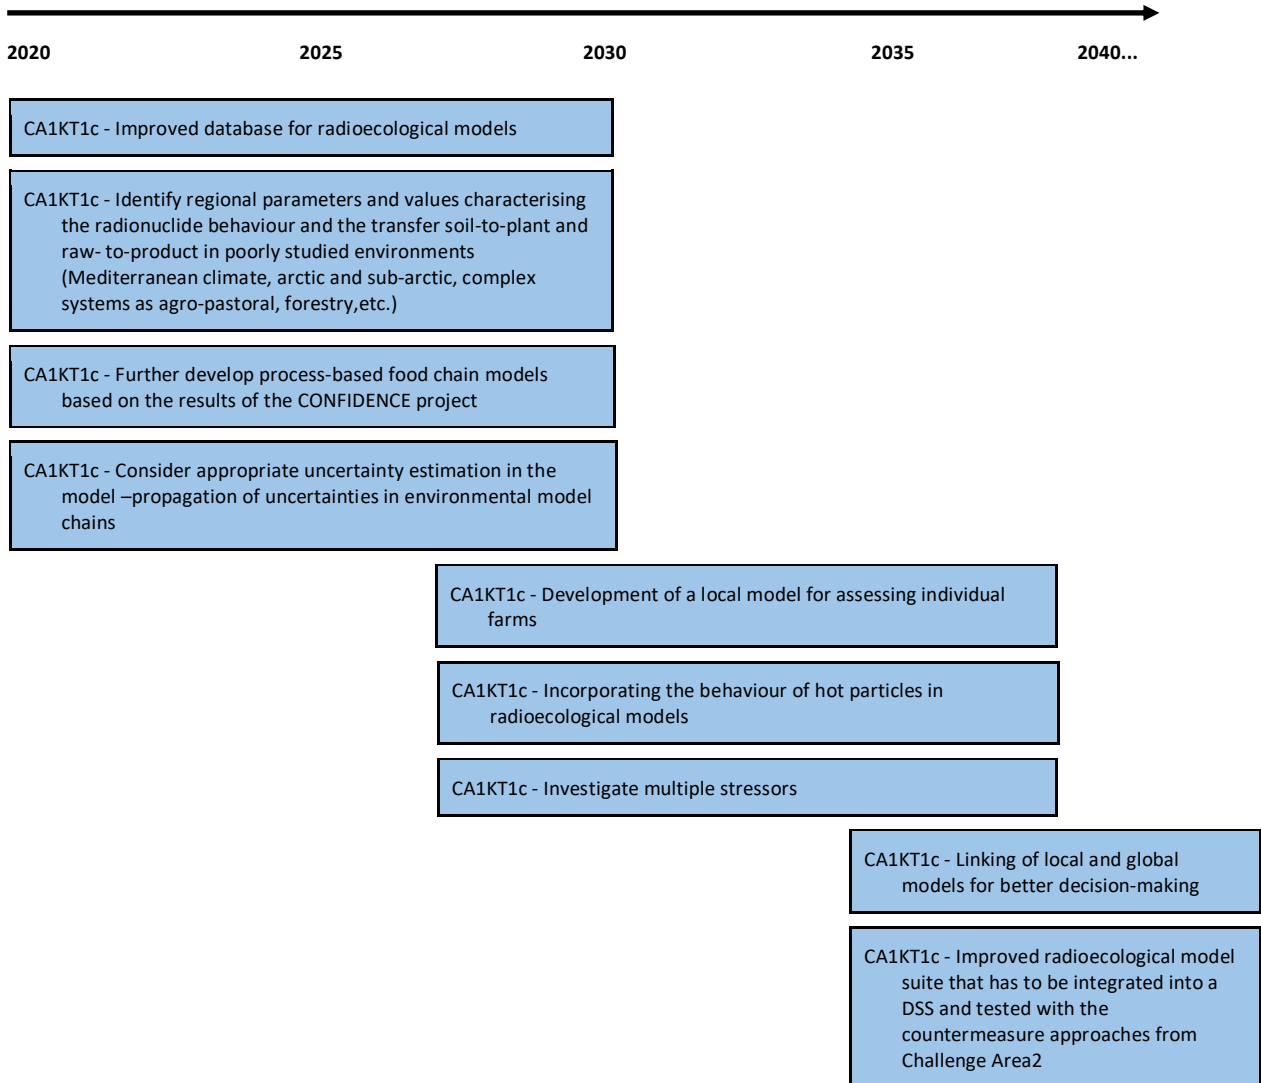 2020 2025 2030 2035 2040...
CA1KT1c - Improved database for radioecological models
CA1KT1c - Identify regional parameters and values characterising
the radionuclide behaviour and the transfer soil-to-plant and
raw- to-product in poorly studied environments
(Mediterranean climate, arctic and sub-arctic, complex
systems as agro-pastoral, forestry,etc.)
CA1KT1c - Further develop process-based food chain models
based on the results of the CONFIDENCE project
CA1KT1c - Consider appropriate uncertainty estimation in the
model –propagation of uncertainties in environmental model
chains
CA1KT1c - Development of a local model for assessing individual
farms
CA1KT1c - Incorporating the behaviour of hot particles in
radioecological models
CA1KT1c - Investigate multiple stressors
CA1KT1c - Linking of local and global
models for better decision-making
CA1KT1c - Improved radioecological model
suite that has to be integrated into a
DSS and tested with the
countermeasure approaches from
Challenge Area2